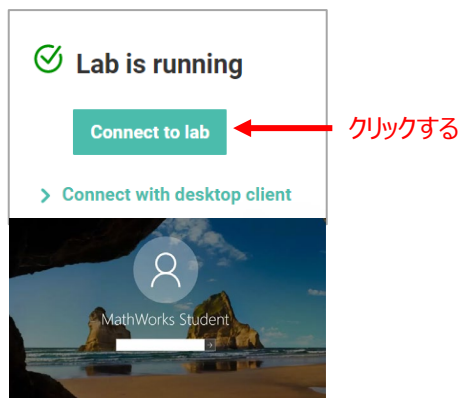 Lab is running
Connect to lab
クリックする
Connect with desktop client
MathWorks Student